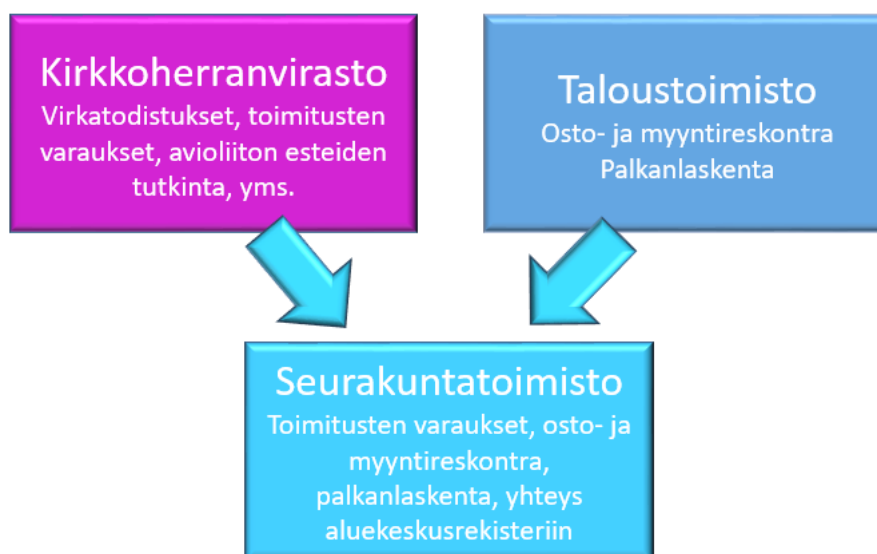 Kirkkoherranvirasto
Virkatodistukset, toimitusten
varaukset, avioliiton esteiden
tutkinta, yms.
Taloustoimisto
Osto- ja myyntireskontra
Palkanlaskenta
Seurakuntatoimisto
Toimitusten varaukset, osto- ja
myyntireskontra,
palkanlaskenta, yhteys
aluekeskusrekisteriin